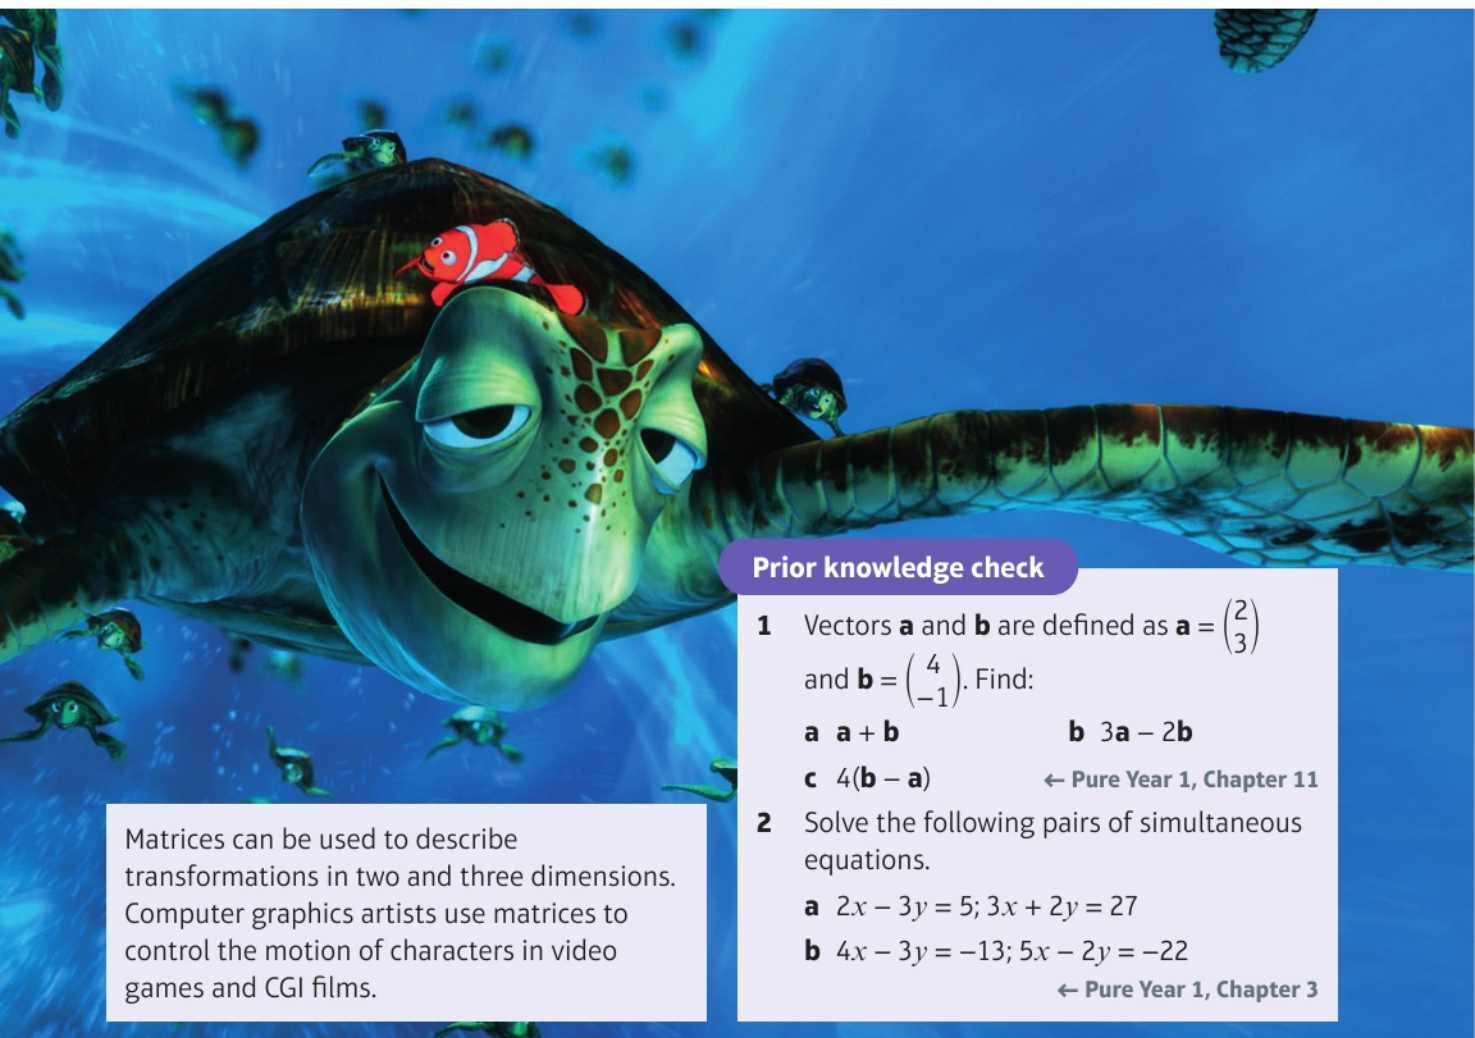 Prior knowledge check
1 Vectors a and b are defined as a = (2 3)
and b = (4 −1). Find:
a a + b b 3a − 2b
c 4(b − a) ← Pure Year 1, Chapter 11
2 Solve the following pairs of simultaneous
equations.
a 2x − 3y = 5; 3x + 2y = 27
b 4x − 3y = −13; 5x − 2y = −22
← Pure Year 1, Chapter 3
Matrices can be used to describe
transformations in two and three dimensions.
Computer graphics artists use matrices to
control the motion of characters in video
games and CGI films.